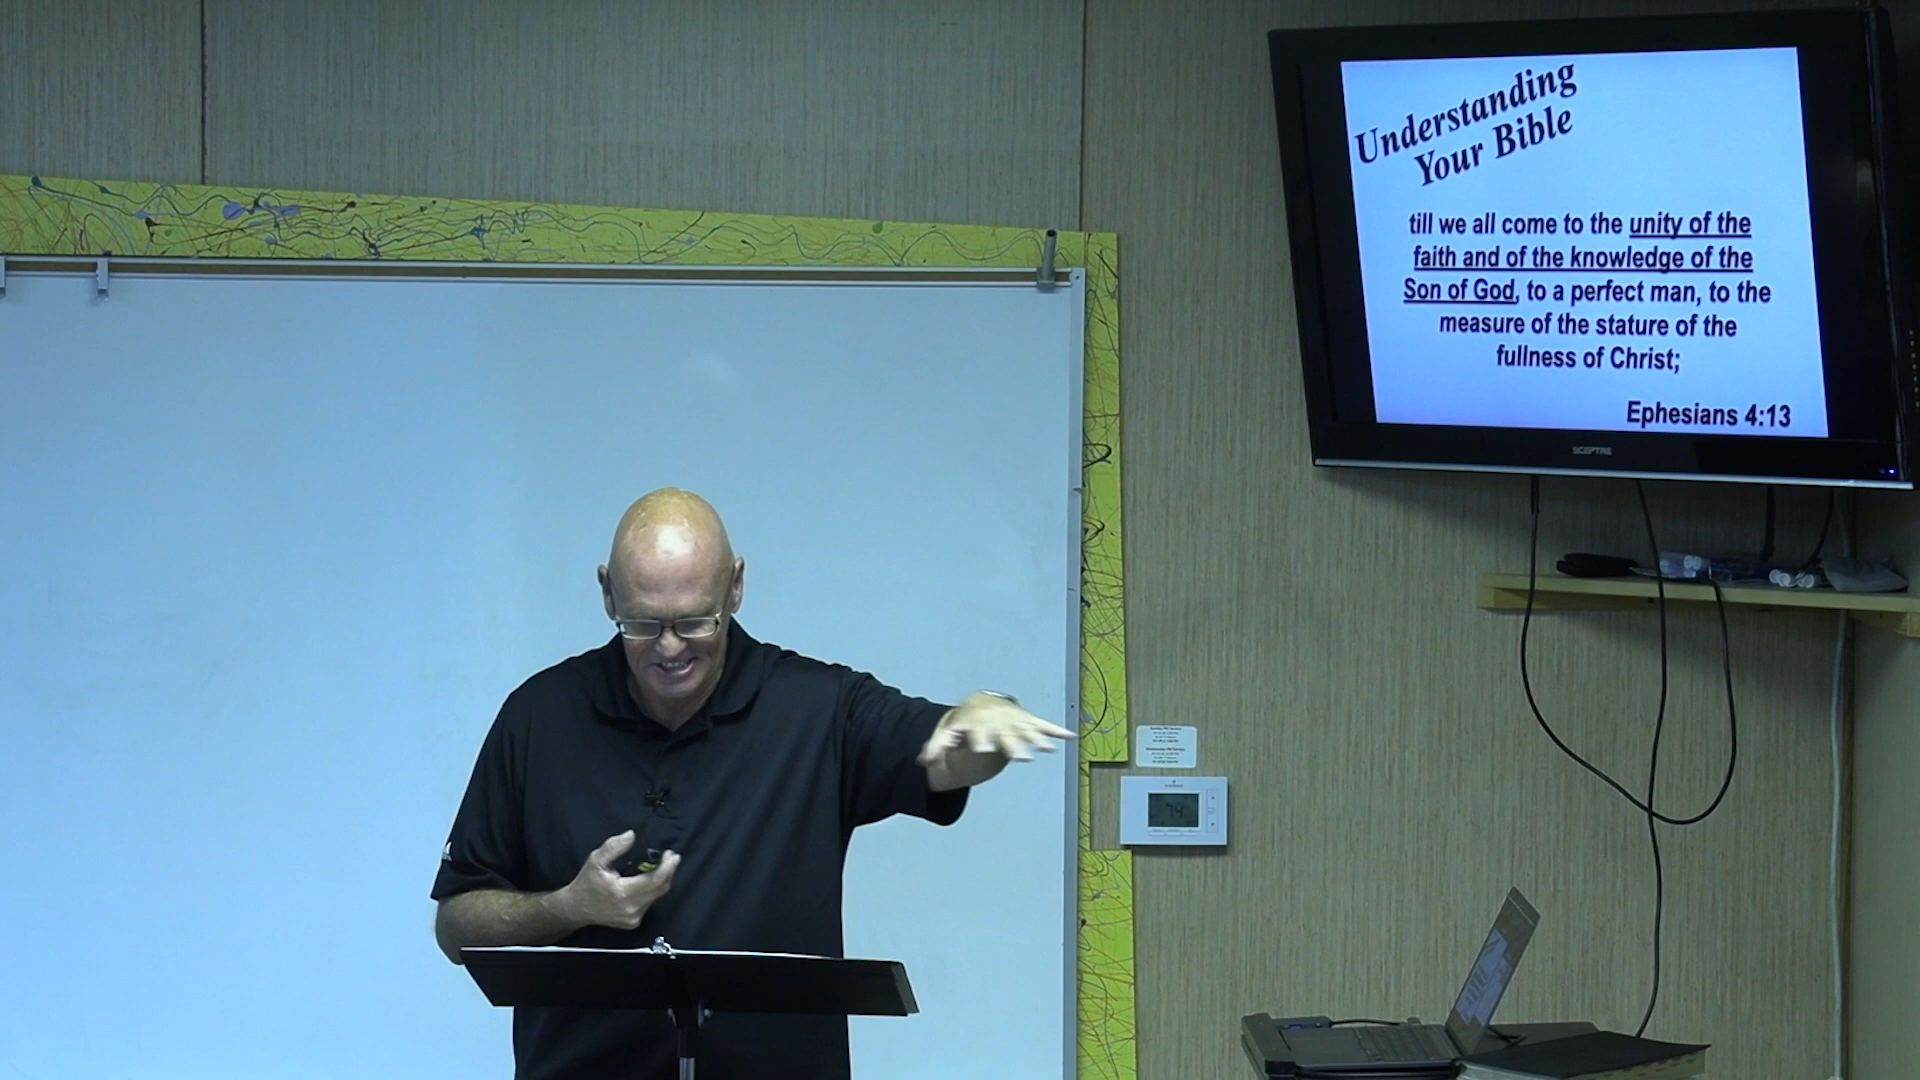 Understanding
Your Bible
till we all come to the unity of the
faith and of the knowledge of the
Son of God, to a perfect man, to the
measure of the stature of the
fullness of Christ;
Ephesians 4:13
SCEPTRE
74